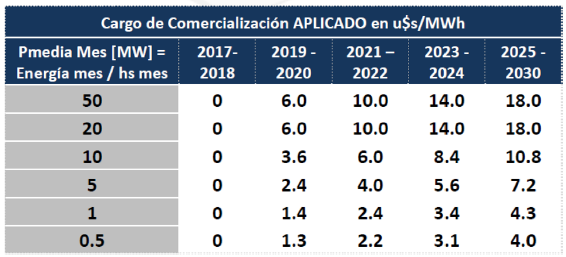 Cargo de Comercialización APLICADO en u$s/MWh
Pmedia Mes [MW] = Energía mes / hs mes 2017-2018 2019 - 2020 2021 – 2022 2023 - 2024 2025 - 2030
50 0 6.0 10.0 14.0 18.0
20 0 6.0 10.0 14.0 18.0
10 0 3.6 6.0 8.4 10.8
5 0 2.4 4.0 5.6 7.2
1 0 1.4 2.4 3.4 4.3
0.5 0 1.3 2.2 3.1 4.0